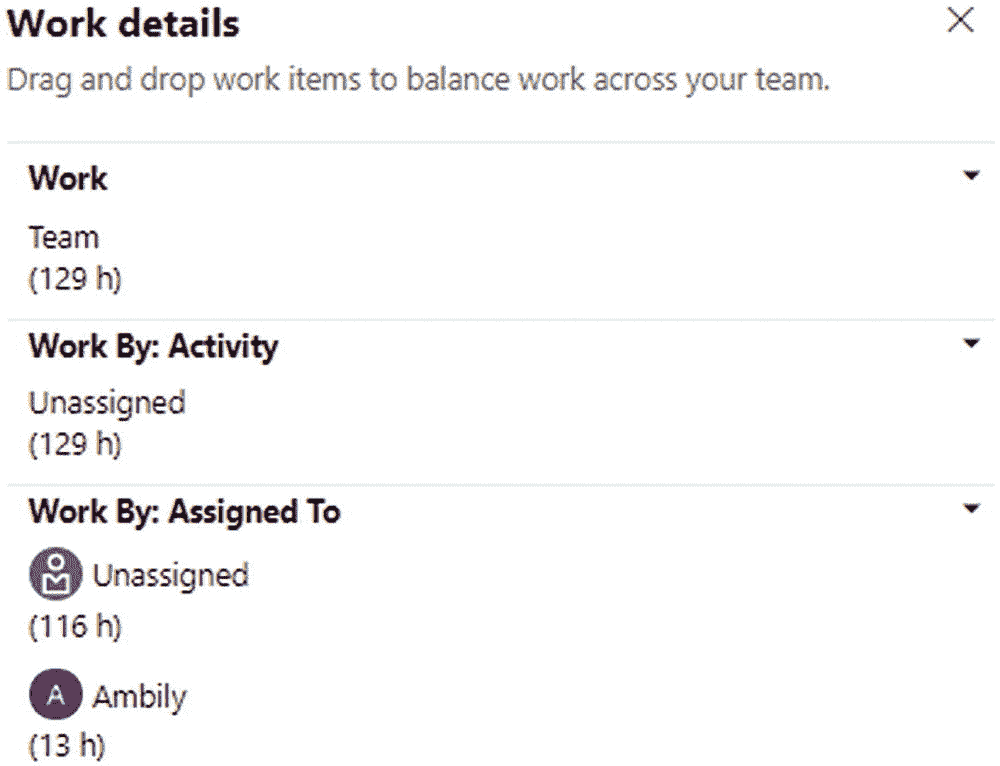 Work details
Drag and drop work items to balance work across your team.
Work
Team
(129 h)
Work By: Activity
Unassigned
(129 h)
Work By: Assigned To
Unassigned
(116 h)
A Ambily
(13 h)